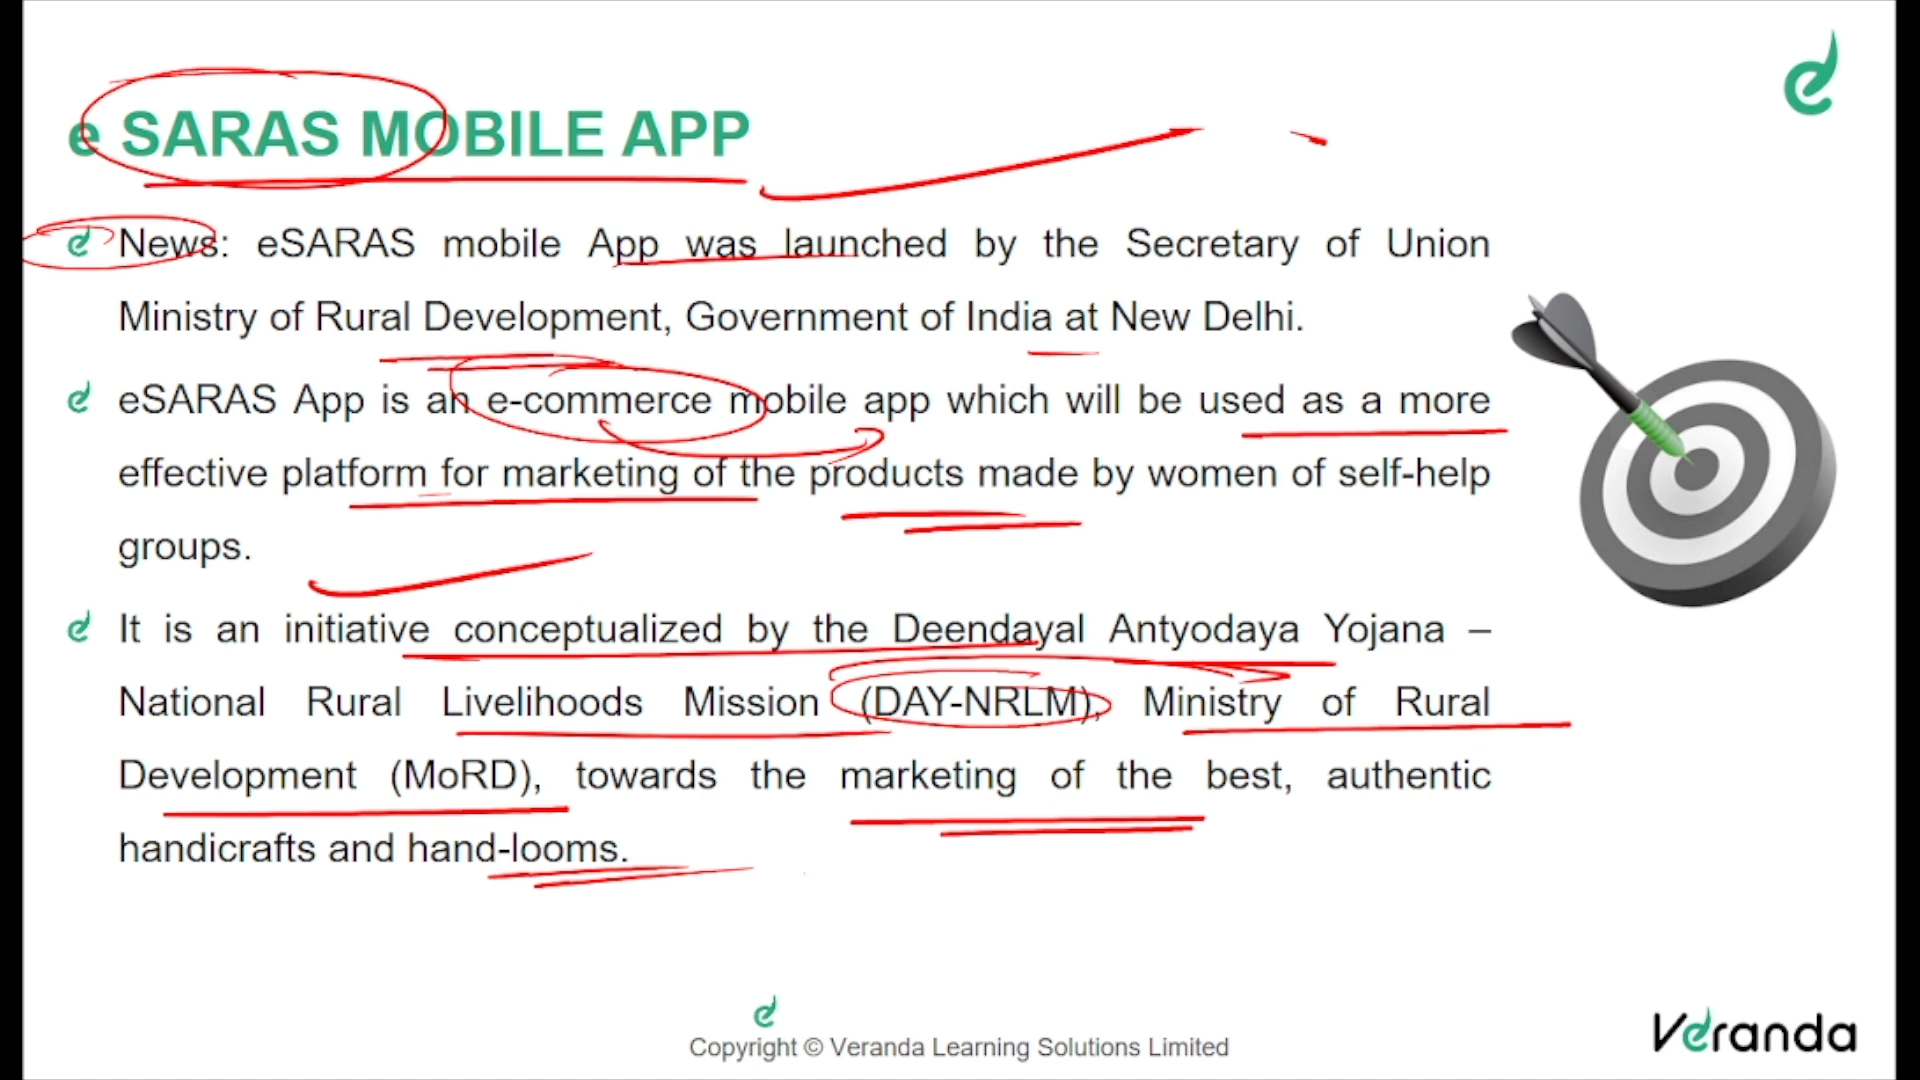 e SARAS MOBILE APP
News: eSARAS mobile App was launched by the Secretary of Union
Ministry of Rural Development, Government of India at New Delhi.
eSARAS App is an e-commerce mobile app which will be used as a more
effective platform for marketing of the products made by women of self-help
groups.
It is an initiative conceptualized by the Deendayal Antyodaya Yojana –
National Rural Livelihoods Mission (DAY-NRLM), Ministry of Rural
Development (MoRD), towards the marketing of the best, authentic
handicrafts and hand-looms.
Copyright © Veranda Learning Solutions Limited
Veranda